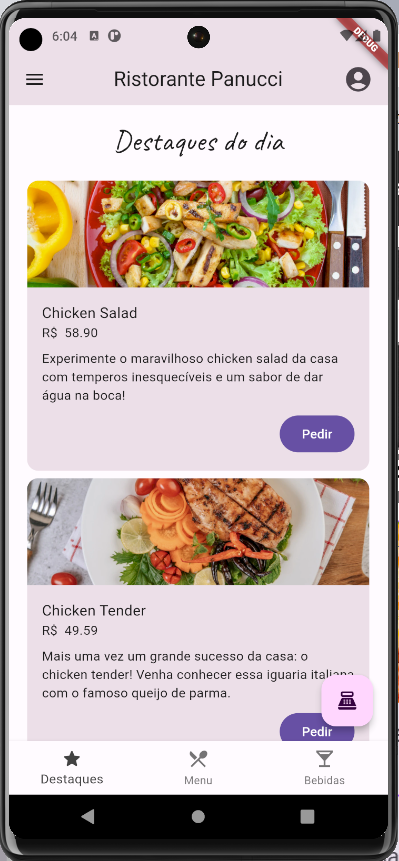 6:04
DEBUG
Ristorante Panucci
Destaques do dia
Chicken Salad
R$ 58.90
Experimente o maravilhoso chicken salad da casa
com temperos inesquecíveis e um sabor de dar
água na boca!
Pedir
Chicken Tender
R$ 49.59
Mais uma vez um grande sucesso da casa: o
chicken tender! Venha conhecer essa iguaria italiana
com o famoso queijo de parma.
Pedir
Destaques
Menu
Bebidas